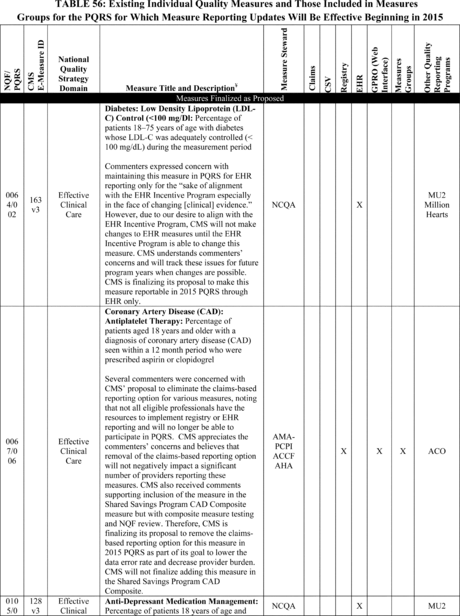 TABLE 56: Existing Individual Quality Measures and Those Included in Measures
Groups for the PQRS for Which Measure Reporting Updates Will Be Effective Beginning in 2015
NQF/
PQRS
CMS
E-Measure ID
National
Quality
Strategy
Domain
Measure Title and Description¥
Measure Steward
Claims
CSV
Registry
EHR
GPRO (Web
Interface)
Measures
Groups
Other Quality
Reporting
Programs
Measures Finalized as Proposed
006
4/0
02
163
v3
Effective
Clinical
Care
Diabetes: Low Density Lipoprotein (LDL-
C) Control (<100 mg/Dl: Percentage of
patients 18–75 years of age with diabetes
whose LDL-C was adequately controlled (<
100 mg/dL) during the measurement period
Commenters expressed concern with
maintaining this measure in PQRS for EHR
reporting only for the “sake of alignment
with the EHR Incentive Program especially
in the face of changing [clinical] evidence.”
However, due to our desire to align with the
EHR Incentive Program, CMS will not make
changes to EHR measures until the EHR
Incentive Program is able to change this
measure. CMS understands commenters’
concerns and will track these issues for future
program years when changes are possible.
CMS is finalizing its proposal to make this
measure reportable in 2015 PQRS through
EHR only.
NCQA
X
MU2
Million
Hearts
006
7/0
06
Effective
Clinical
Care
Coronary Artery Disease (CAD):
Antiplatelet Therapy: Percentage of
patients aged 18 years and older with a
diagnosis of coronary artery disease (CAD)
seen within a 12 month period who were
prescribed aspirin or clopidogrel
Several commenters were concerned with
CMS’ proposal to eliminate the claims-based
reporting option for various measures, noting
that not all eligible professionals have the
resources to implement registry or EHR
reporting and will no longer be able to
participate in PQRS.  CMS appreciates the
commenters’ concerns and believes that
removal of the claims-based reporting option
will not negatively impact a significant
number of providers reporting these
measures. CMS also received comments
supporting inclusion of the measure in the
Shared Savings Program CAD Composite
measure but with composite measure testing
and NQF review. Therefore, CMS is
finalizing its proposal to remove the claims-
based reporting option for this measure in
2015 PQRS as part of its goal to lower the
data error rate and decrease provider burden.
CMS will not finalize adding this measure in
the Shared Savings Program CAD
Composite.
AMA-
PCPI
ACCF
AHA
X
X
X
ACO
010
5/0
128
v3
Effective
Clinical
Anti-Depressant Medication Management:
Percentage of patients 18 years of age and
NCQA
X
MU2